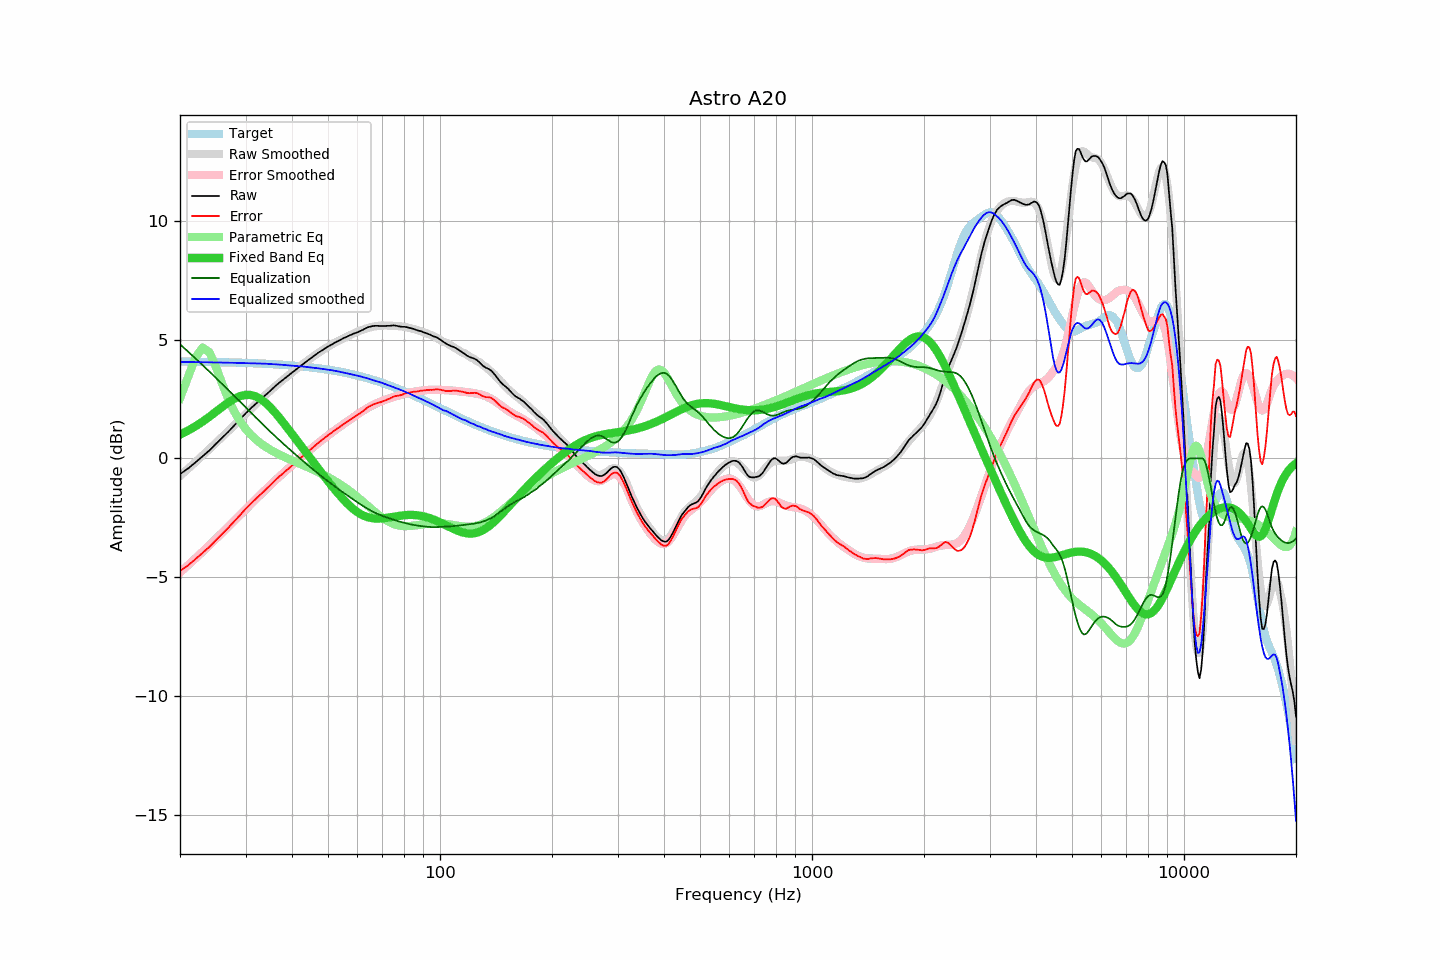 Astro A20
Target
Raw Smoothed
Error Smoothed
Raw
Error
Parametric Eq
Fixed Band Eq
Equalization
Equalized smoothed
10
5
0
−5
−10
−15
Amplitude (dBr)
100
1000
10000
Frequency (Hz)